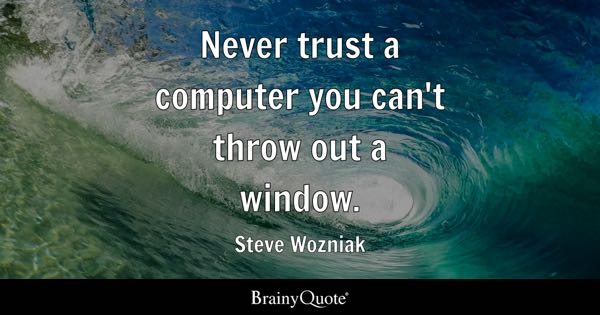 Never trust a
computer you can't
throw out a
window.
Steve Wozniak
BrainyQuote®